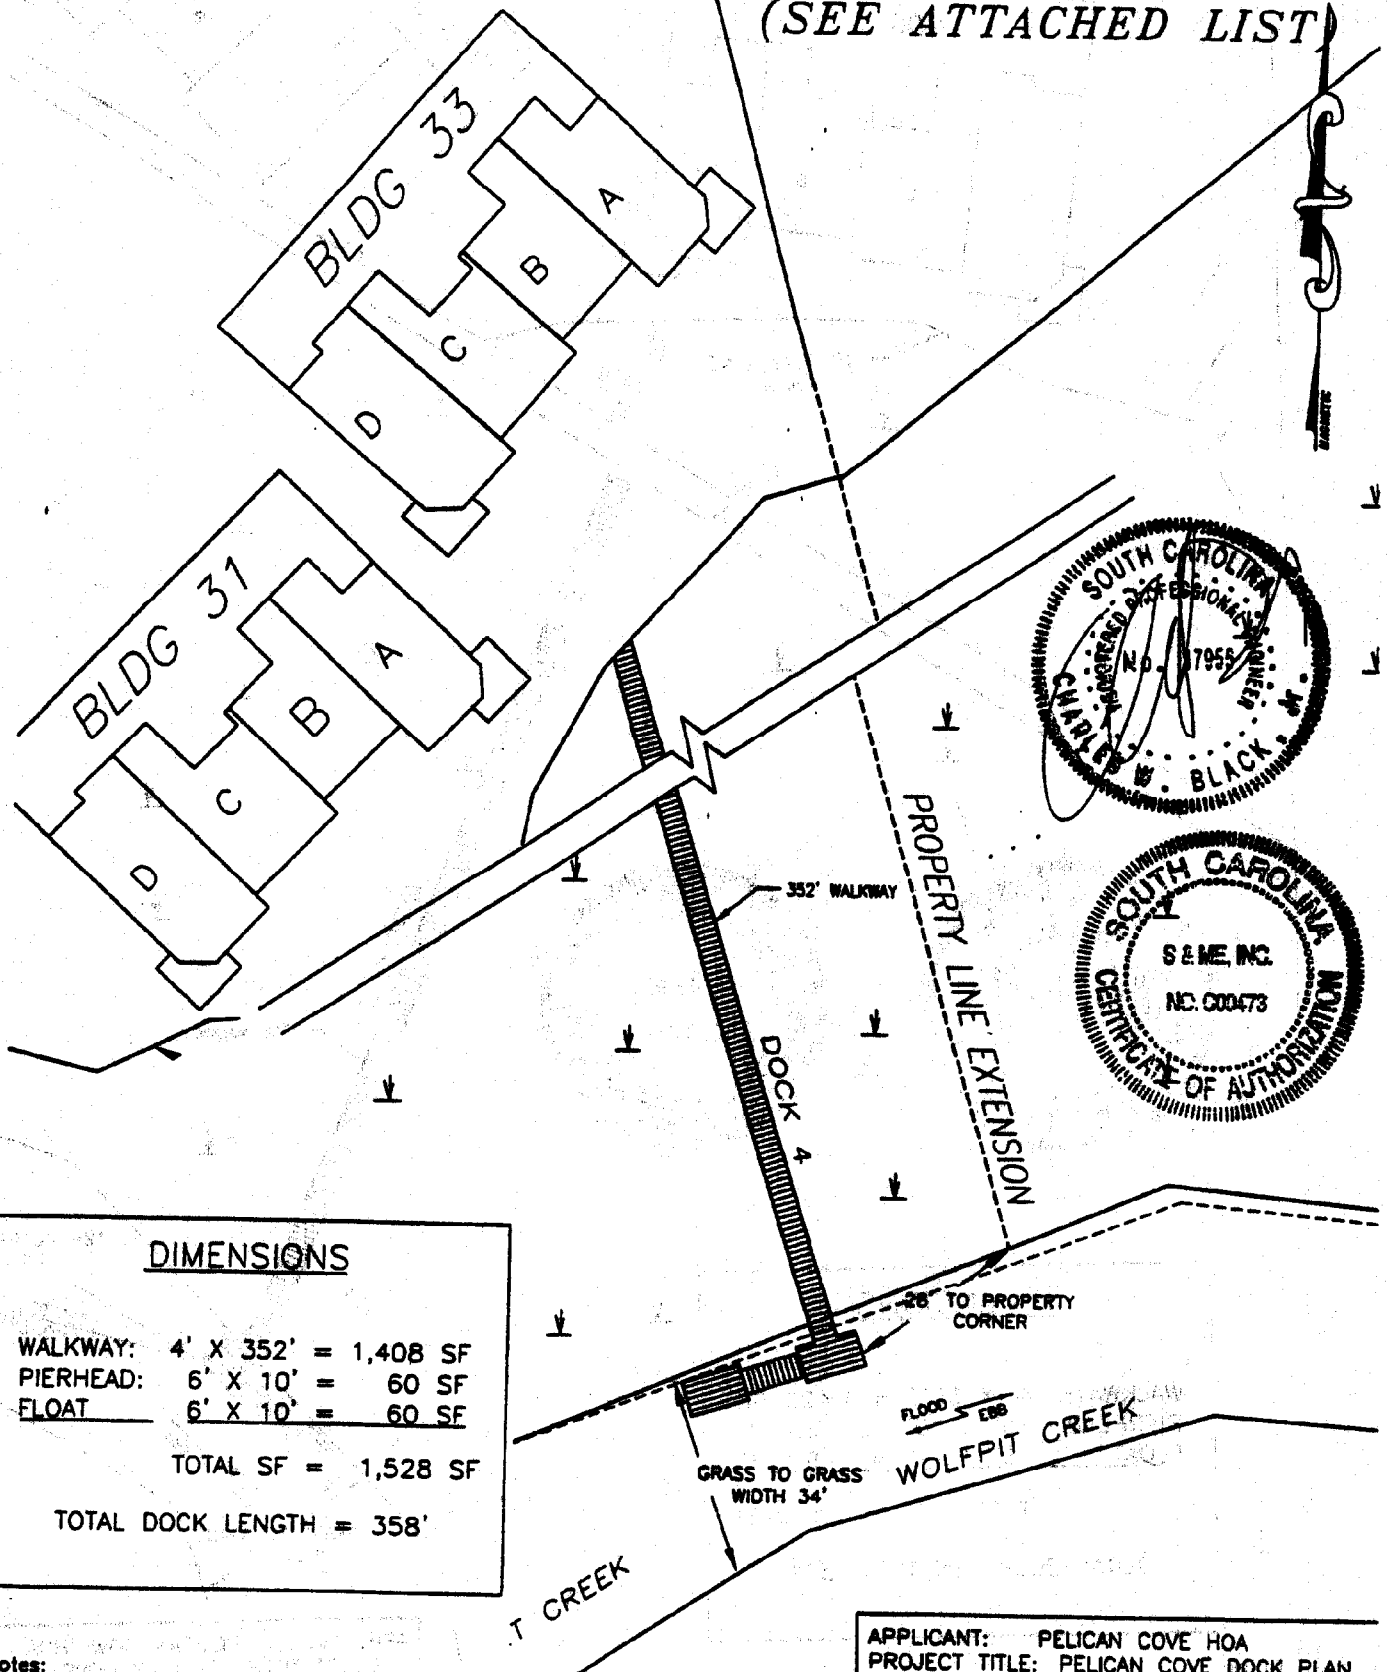 (SEE ATTACHED LIST)
BLDG 33
A
B
C
D
MAGNETIC
BLDG 31
A
B
C
D
SOUTH CAROLINA
PROFESSIONAL ENGINEER
No. 17955
CHARLES W. BLACK, JR.
352' WALKWAY
PROPERTY LINE EXTENSION
DOCK 4
SOUTH CAROLINA
S & ME, INC.
NO. C00473
CERTIFICATE OF AUTHORIZATION
DIMENSIONS
WALKWAY: 4' X 352' = 1,408 SF
PIERHEAD: 6' X 10' = 60 SF
FLOAT 6' X 10' = 60 SF
TOTAL SF = 1,528 SF
TOTAL DOCK LENGTH = 358'
28' TO PROPERTY
CORNER
FLOOD
EBB
WOLFPIT CREEK
GRASS TO GRASS
WIDTH 34'
T CREEK
otes:
APPLICANT: PELICAN COVE HOA
PROJECT TITLE: PELICAN COVE DOCK PLAN